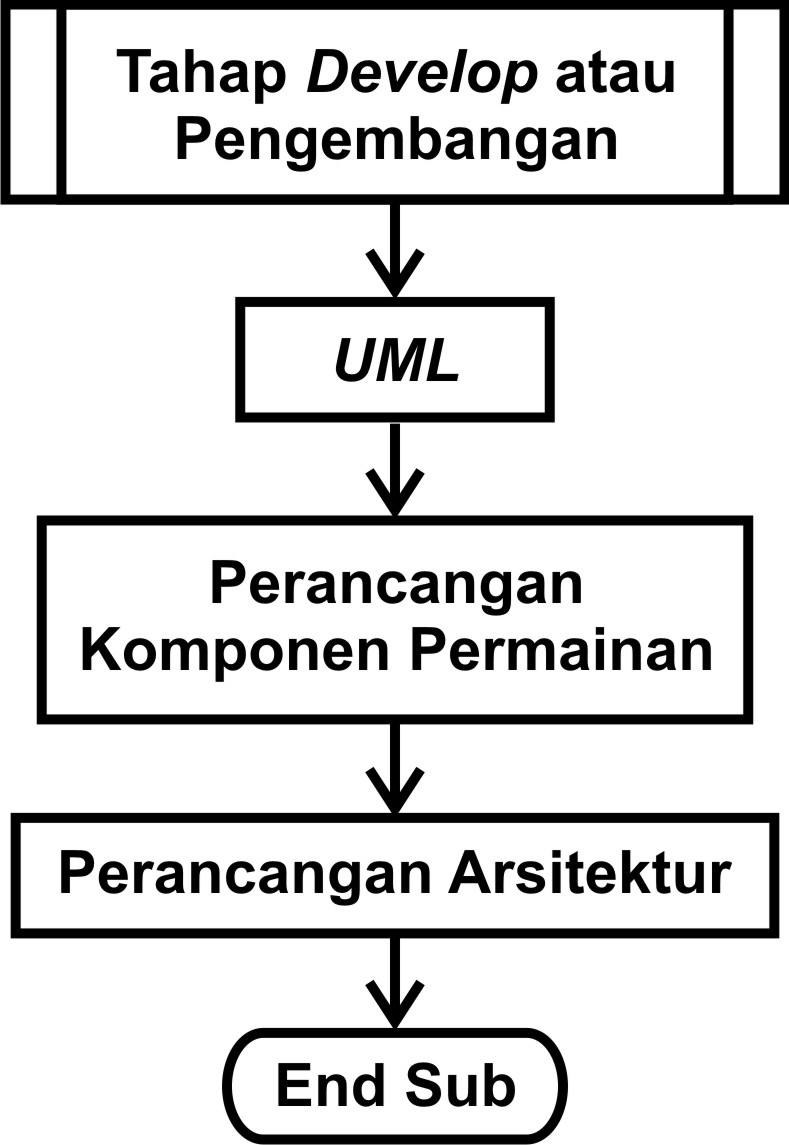 Tahap Develop atau
Pengembangan
UML
Perancangan
Komponen Permainan
Perancangan Arsitektur
End Sub